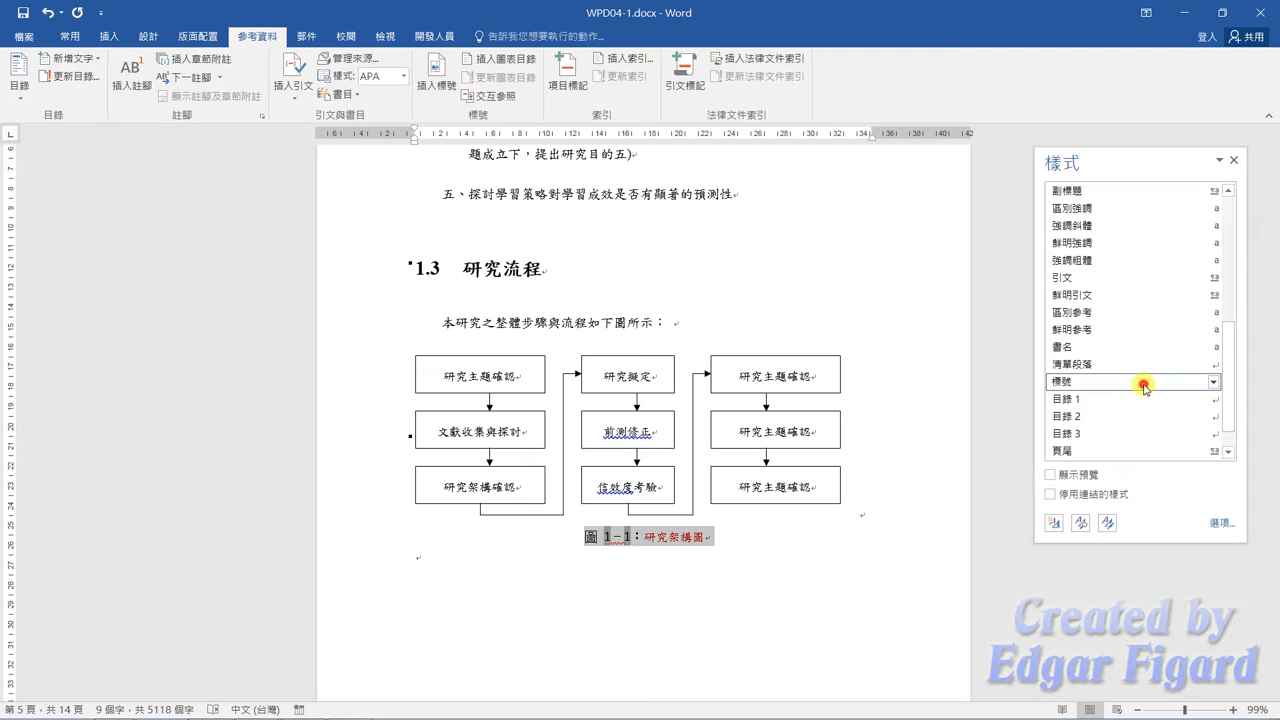 WPD04-1.docx - Word
檔案 常用 插入 設計 版面配置 參考資料 郵件 校閱 檢視 開發人員 告訴我您想要執行的動作... 登入 共用
目錄
新增文字
更新目錄...
目錄
AB¹
插入註腳
插入章節附註
下一註腳
顯示註腳及章節附註
註腳
插入引文
管理來源...
樣式: APA
書目
引文與書目
插入標號
插入圖表目錄
更新圖表目錄
交互參照
標號
項目標記
插入索引...
更新索引
索引
引文標記
插入法律文件索引
更新法律文件索引
法律文件索引
題成立下，提出研究目的五)
五、探討學習策略對學習成效是否有顯著的預測性
1.3 研究流程
本研究之整體步驟與流程如下圖所示：
研究主題確認 研究擬定 研究主題確認
文獻收集與探討 前測修正 研究主題確認
研究架構確認 信效度考驗 研究主題確認
圖 1－1：研究架構圖
樣式
副標題
區別強調
強調斜體
鮮明強調
強調粗體
引文
鮮明引文
區別參考
鮮明參考
書名
清單段落
標號
目錄 1
目錄 2
目錄 3
頁尾
顯示預覽
停用連結的樣式
選項...
Created by
Edgar Figard
第 5 頁，共 14 頁 9 個字，共 5118 個字 中文 (台灣) 99%